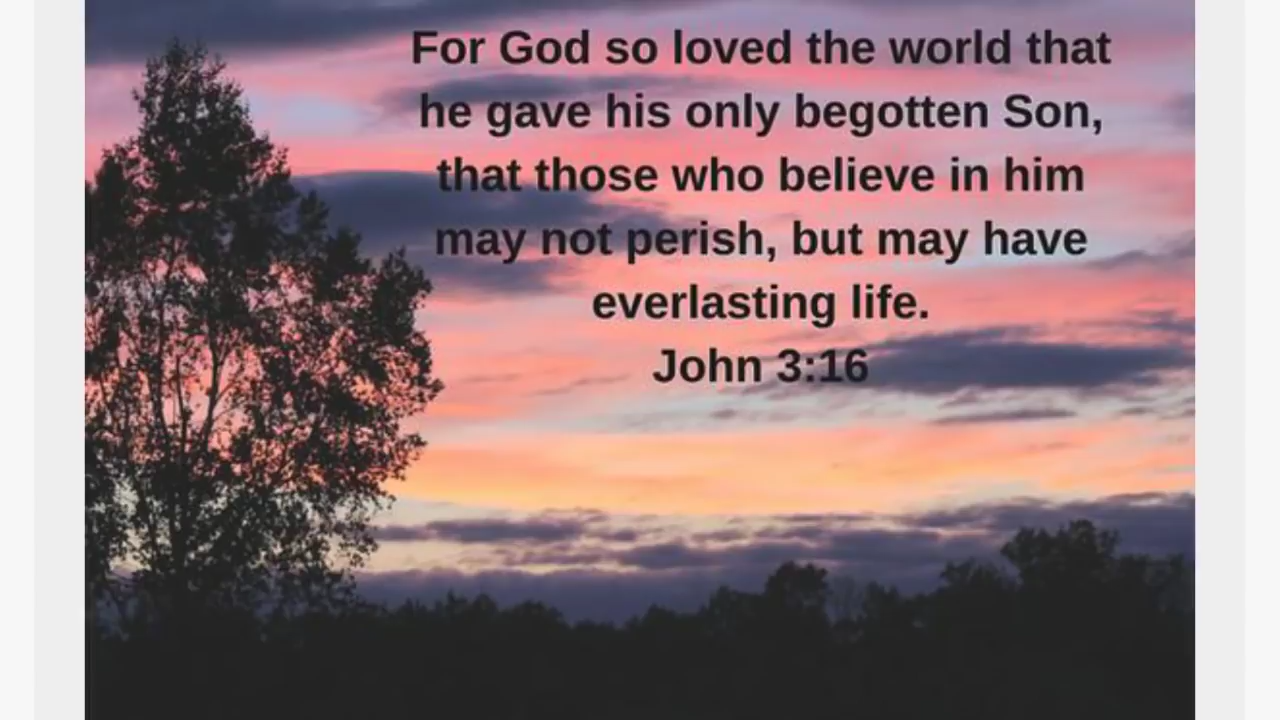 For God so loved the world that
he gave his only begotten Son,
that those who believe in him
may not perish, but may have
everlasting life.
John 3:16